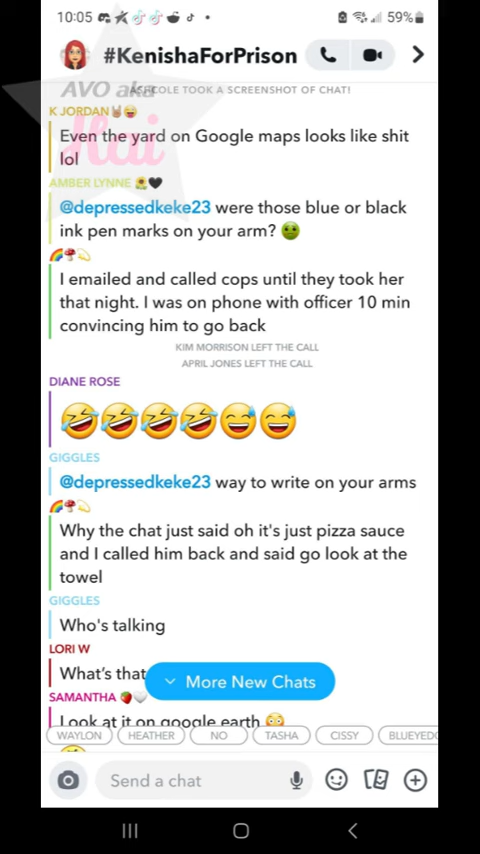 10:05
59%
#KenishaForPrison
AVO aka
Hai
COLE TOOK A SCREENSHOT OF CHAT!
K JORDAN🤘😄
Even the yard on Google maps looks like shit
lol
AMBER LYNNE 🌻🖤
@depressedkeke23 were those blue or black
ink pen marks on your arm? 🤢
🌈🍄💫
I emailed and called cops until they took her
that night. I was on phone with officer 10 min
convincing him to go back
KIM MORRISON LEFT THE CALL
APRIL JONES LEFT THE CALL
DIANE ROSE
🤣🤣🤣🤣😅😅
GIGGLES
@depressedkeke23 way to write on your arms
🌈🍄💫
Why the chat just said oh it's just pizza sauce
and I called him back and said go look at the
towel
GIGGLES
Who's talking
LORI W
What's that
More New Chats
SAMANTHA 🍓🤍
Look at it on google earth 😳
WAYLON HEATHER NO TASHA CISSY BLUEYED
Send a chat